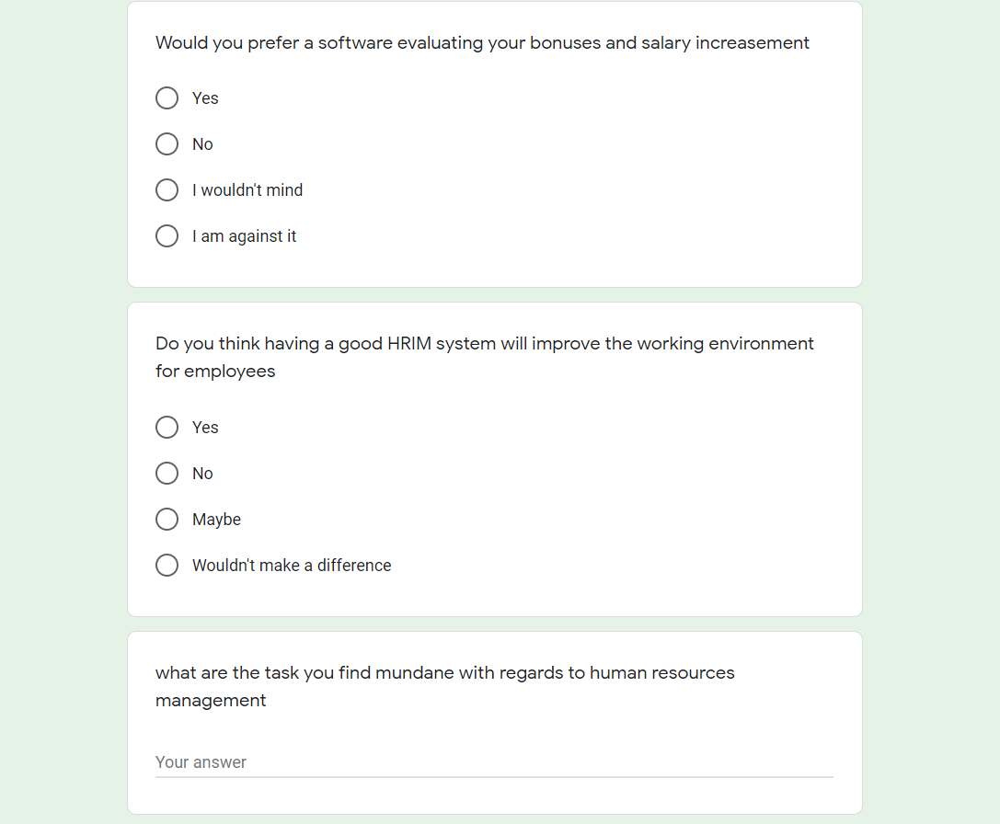 Would you prefer a software evaluating your bonuses and salary increasement
Yes
No
I wouldn't mind
I am against it
Do you think having a good HRIM system will improve the working environment
for employees
Yes
No
Maybe
Wouldn't make a difference
what are the task you find mundane with regards to human resources
management
Your answer